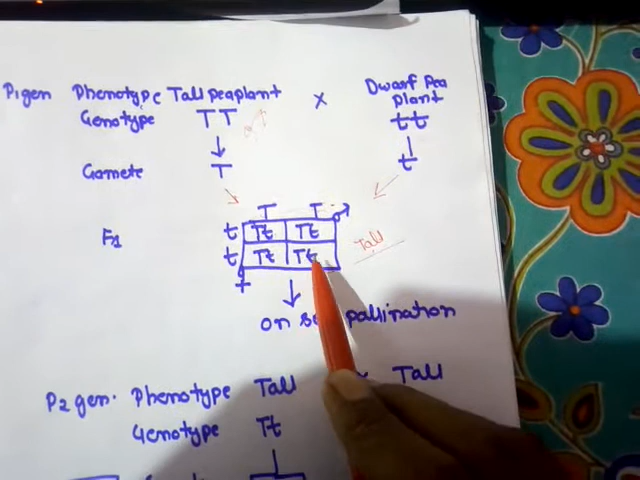 P1gen Phenotype Tall peaplant x Dwarf Pea plant
Genotype TT tt
Gamete T t
T T
F1 t Tt Tt
t Tt Tt Tall
on pollination
P2 gen. Phenotype Tall Tall
Genotype Tt